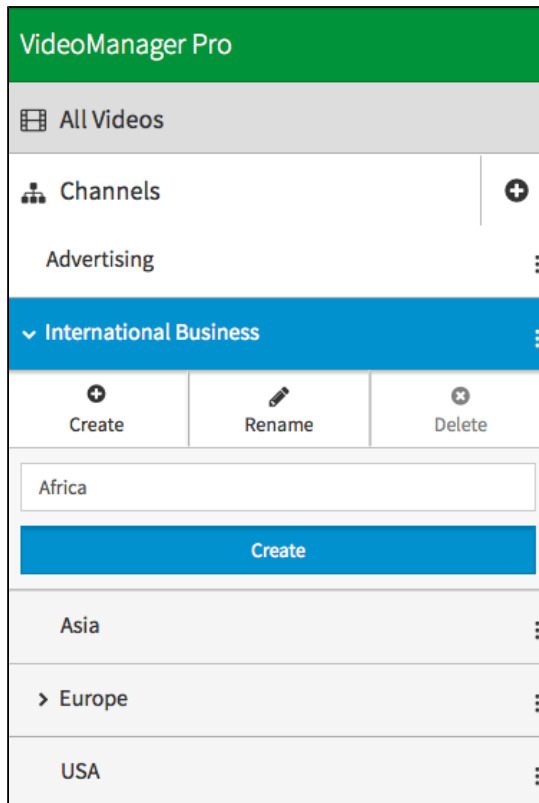 VideoManager Pro
All Videos
Channels
Advertising
International Business
Create Rename Delete
Africa
Create
Asia
Europe
USA